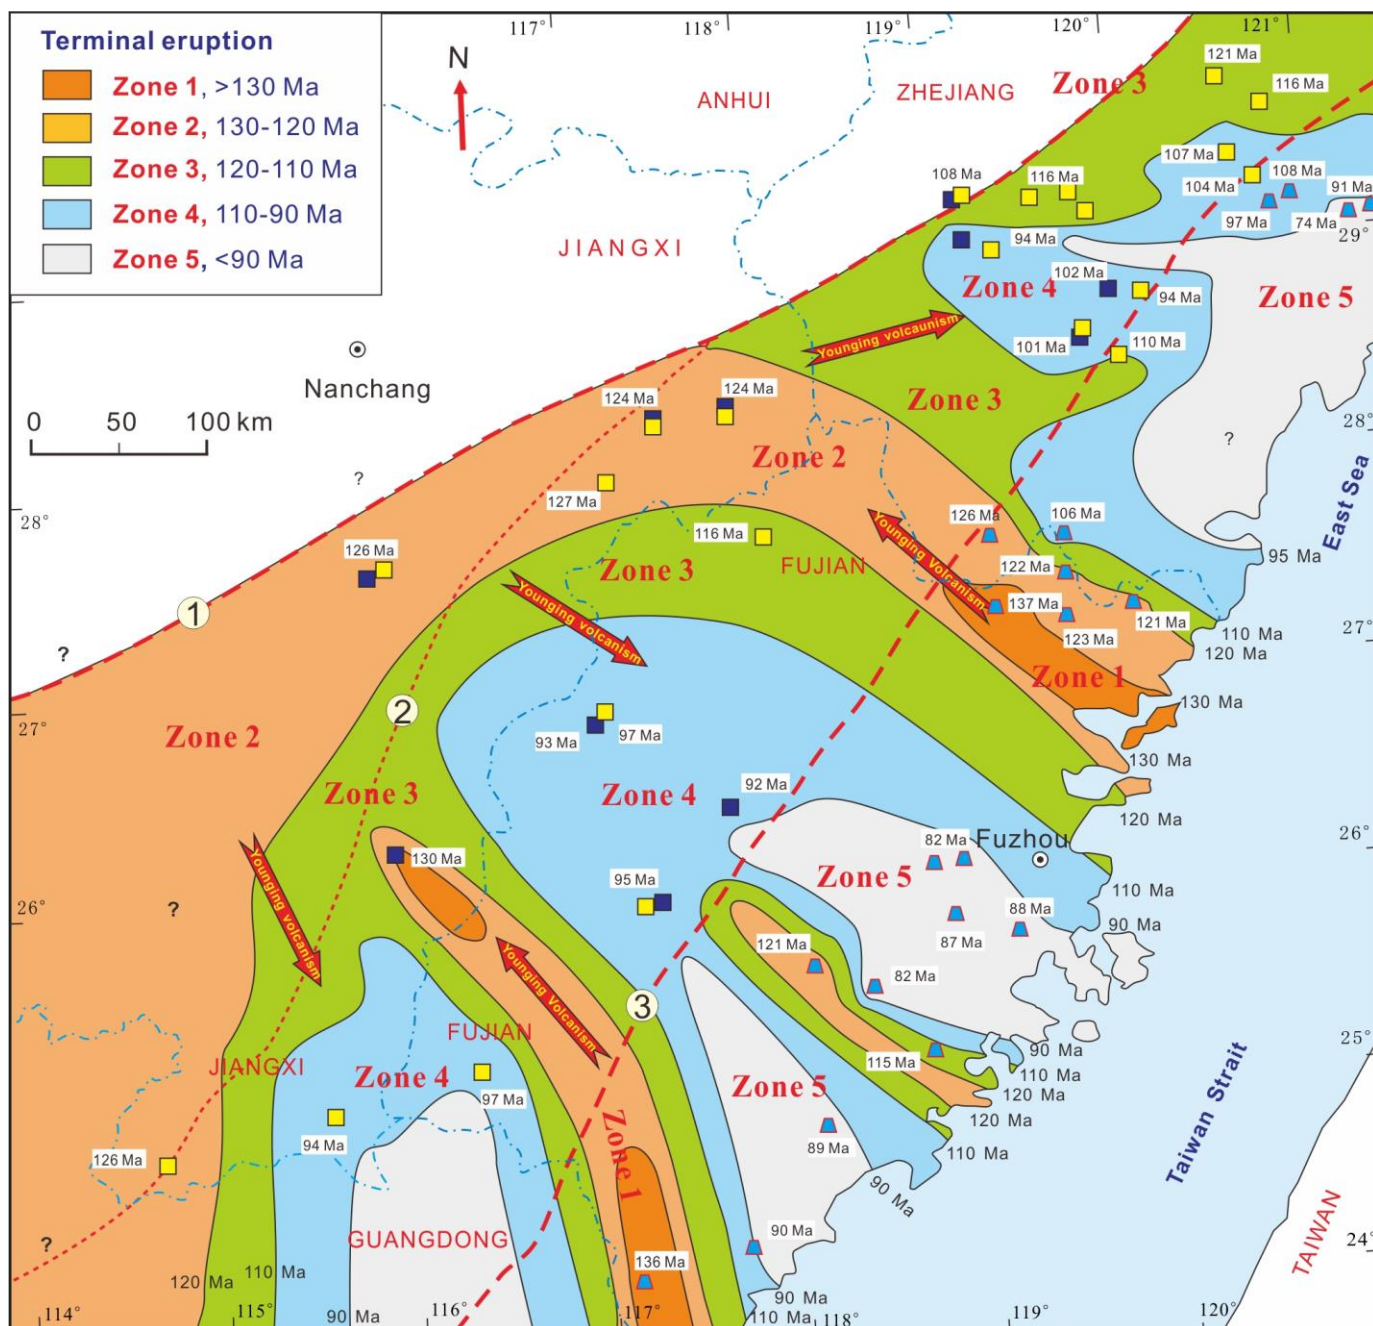 Terminal eruption
Zone 1, >130 Ma
Zone 2, 130-120 Ma
Zone 3, 120-110 Ma
Zone 4, 110-90 Ma
Zone 5, <90 Ma
N
117°
118°
119°
120°
121°
ANHUI
ZHEJIANG
Zone 3
121 Ma
116 Ma
107 Ma
108 Ma
104 Ma
91 Ma
97 Ma
74 Ma
29°
108 Ma
116 Ma
94 Ma
JIANGXI
102 Ma
Zone 4
94 Ma
Zone 5
Younging volcaunism
101 Ma
110 Ma
Nanchang
0 50 100 km
124 Ma
124 Ma
Zone 3
28°
?
Zone 2
?
East Sea
127 Ma
28°
126 Ma
106 Ma
116 Ma
Younging Volcanism
95 Ma
126 Ma
Zone 3
FUJIAN
122 Ma
Younging volcanism
137 Ma
1
123 Ma
121 Ma
110 Ma
27°
?
120 Ma
Zone 1
27°
2
130 Ma
Zone 2
93 Ma
97 Ma
130 Ma
Zone 3
Zone 4
92 Ma
120 Ma
26°
82 Ma
Fuzhou
Younging volcanism
130 Ma
Zone 5
95 Ma
110 Ma
26°
?
88 Ma
90 Ma
87 Ma
121 Ma
Younging Volcanism
82 Ma
3
FUJIAN
90 Ma
25°
JIANGXI
115 Ma
110 Ma
Zone 4
Zone 5
120 Ma
97 Ma
120 Ma
94 Ma
89 Ma
110 Ma
Taiwan Strait
126 Ma
Zone 1
90 Ma
GUANGDONG
90 Ma
TAIWAN
24°
?
136 Ma
120 Ma
110 Ma
90 Ma
90 Ma
110 Ma
114°
115°
116°
117°
118°
119°
120°